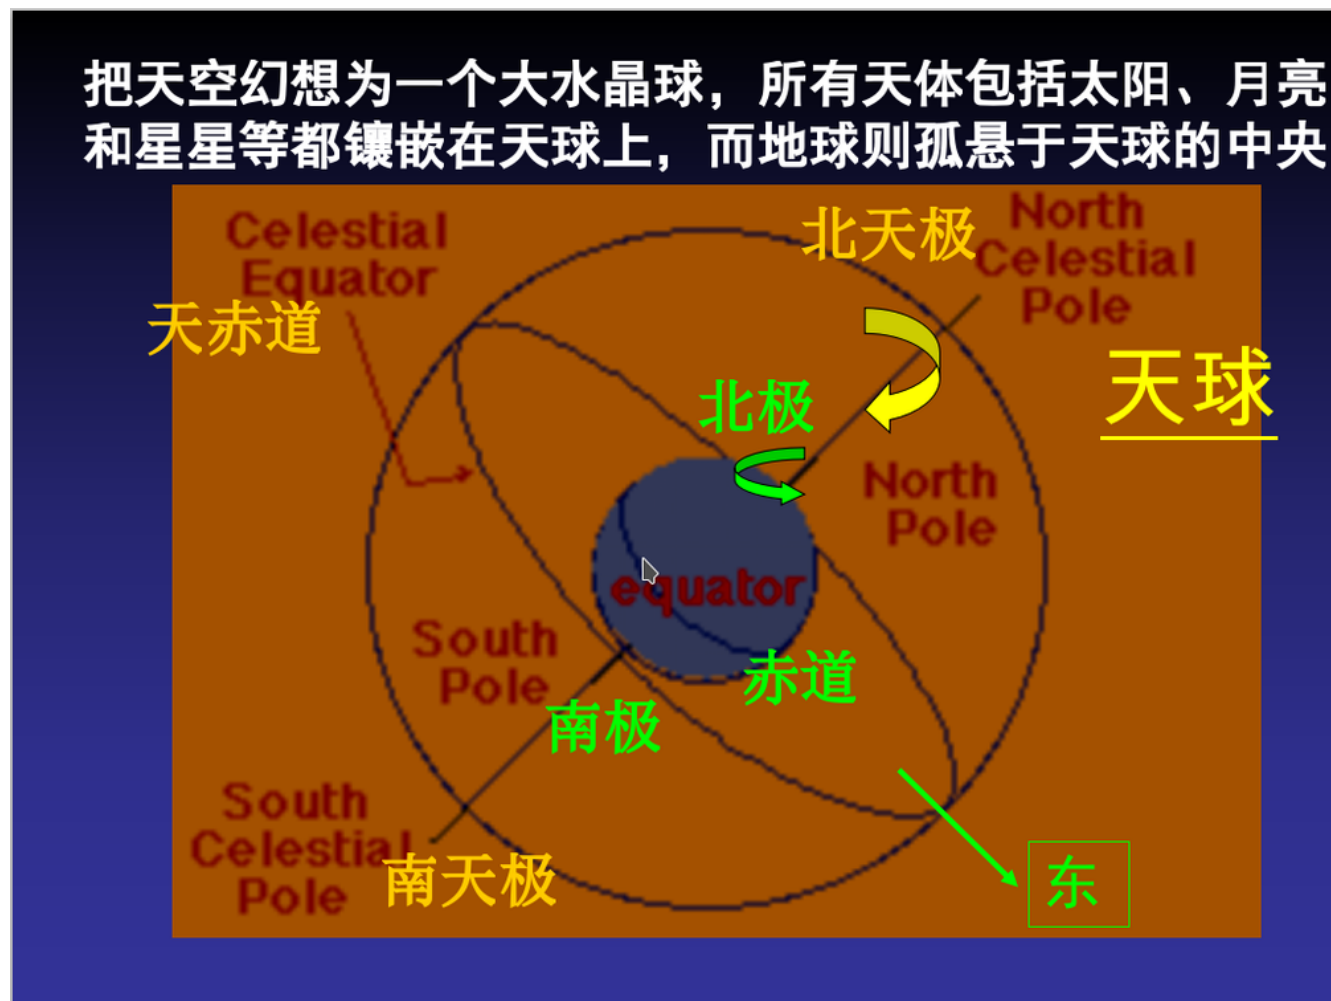 把天空幻想为一个大水晶球，所有天体包括太阳、月亮
和星星等都镶嵌在天球上，而地球则孤悬于天球的中央
Celestial
Equator
天赤道
北天极
North
Celestial
Pole
天球
北极
North
Pole
equator
赤道
South
Pole
南极
South
Celestial
Pole
南天极
东